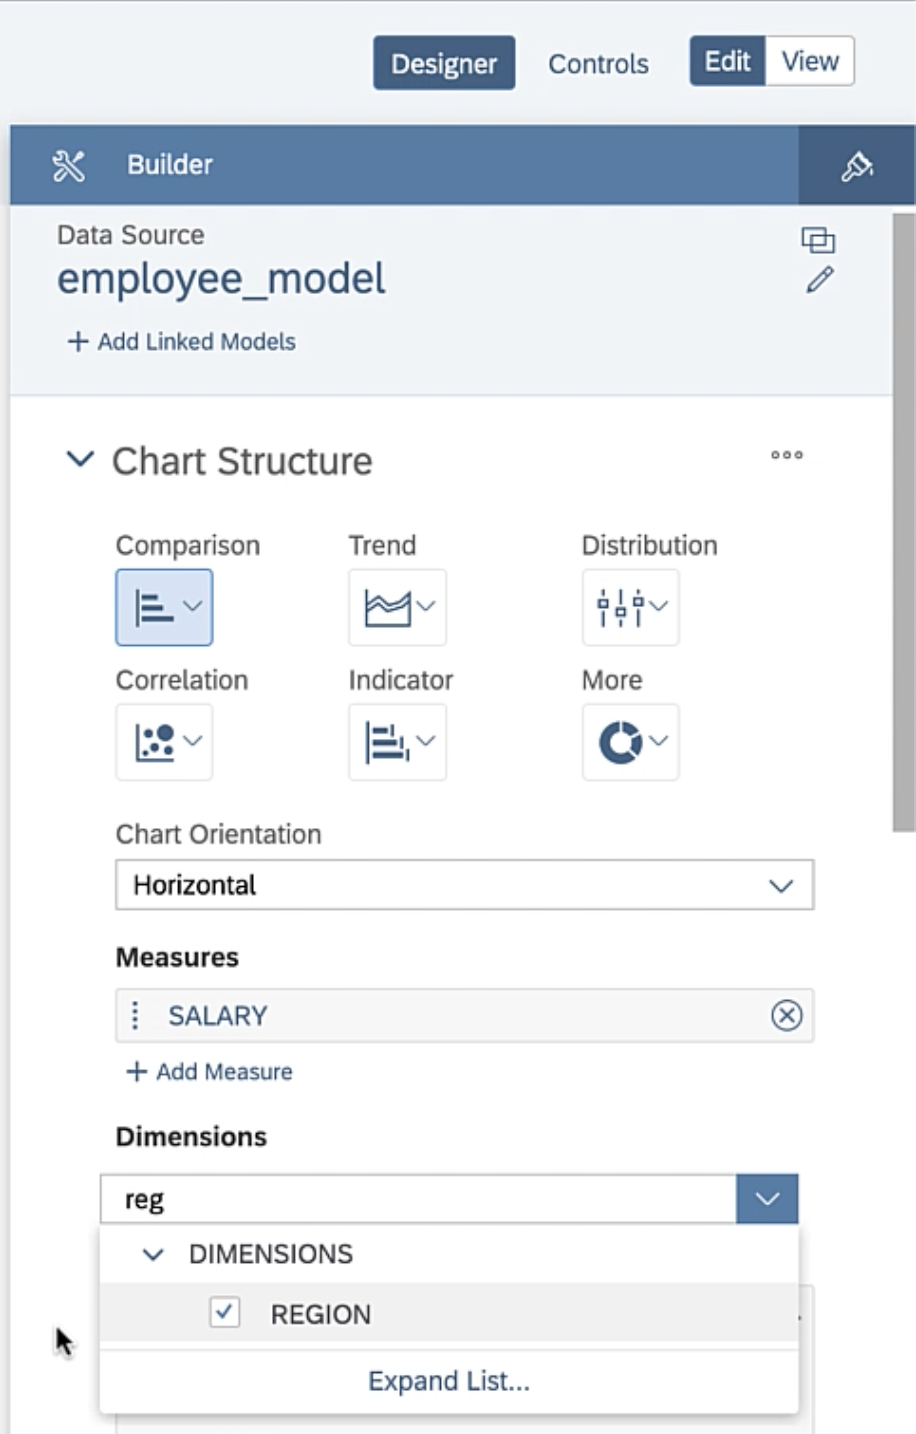 Designer Controls Edit View
Builder
Data Source
employee_model
+ Add Linked Models
Chart Structure
Comparison Trend Distribution
Correlation Indicator More
Chart Orientation
Horizontal
Measures
SALARY
+ Add Measure
Dimensions
reg
DIMENSIONS
REGION
Expand List...